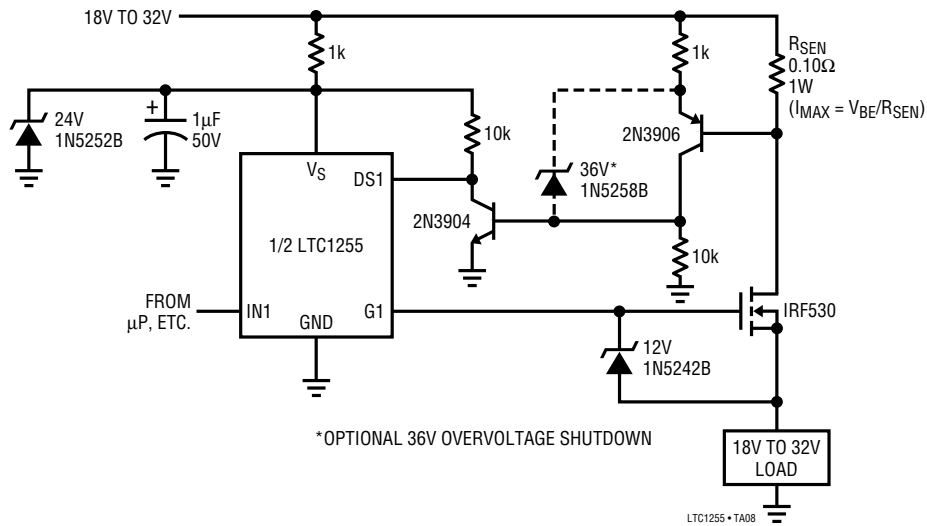 18V TO 32V
1k
1k
R_SEN
0.10Ω
1W
(I_MAX = V_BE/R_SEN)
24V
1N5252B
+
1µF
50V
10k
2N3906
V_S
DS1
36V*
1N5258B
2N3904
1/2 LTC1255
10k
FROM
µP, ETC.
IN1
GND
G1
IRF530
12V
1N5242B
*OPTIONAL 36V OVERVOLTAGE SHUTDOWN
18V TO 32V
LOAD
LTC1255 • TA08